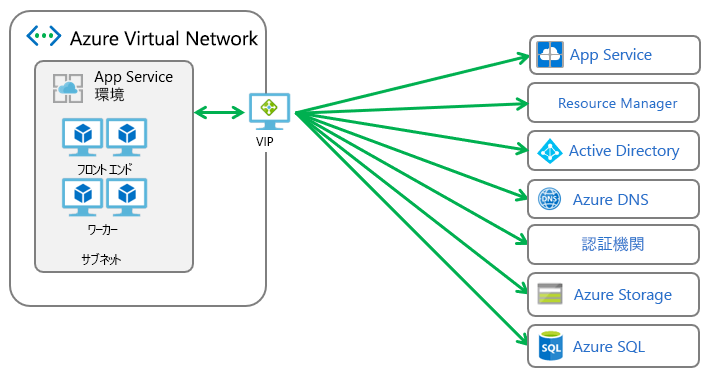 Azure Virtual Network
App Service
環境
フロント エンド
ワーカー
サブネット
VIP
App Service
Resource Manager
Active Directory
DNS
Azure DNS
認証機関
Azure Storage
SQL
Azure SQL